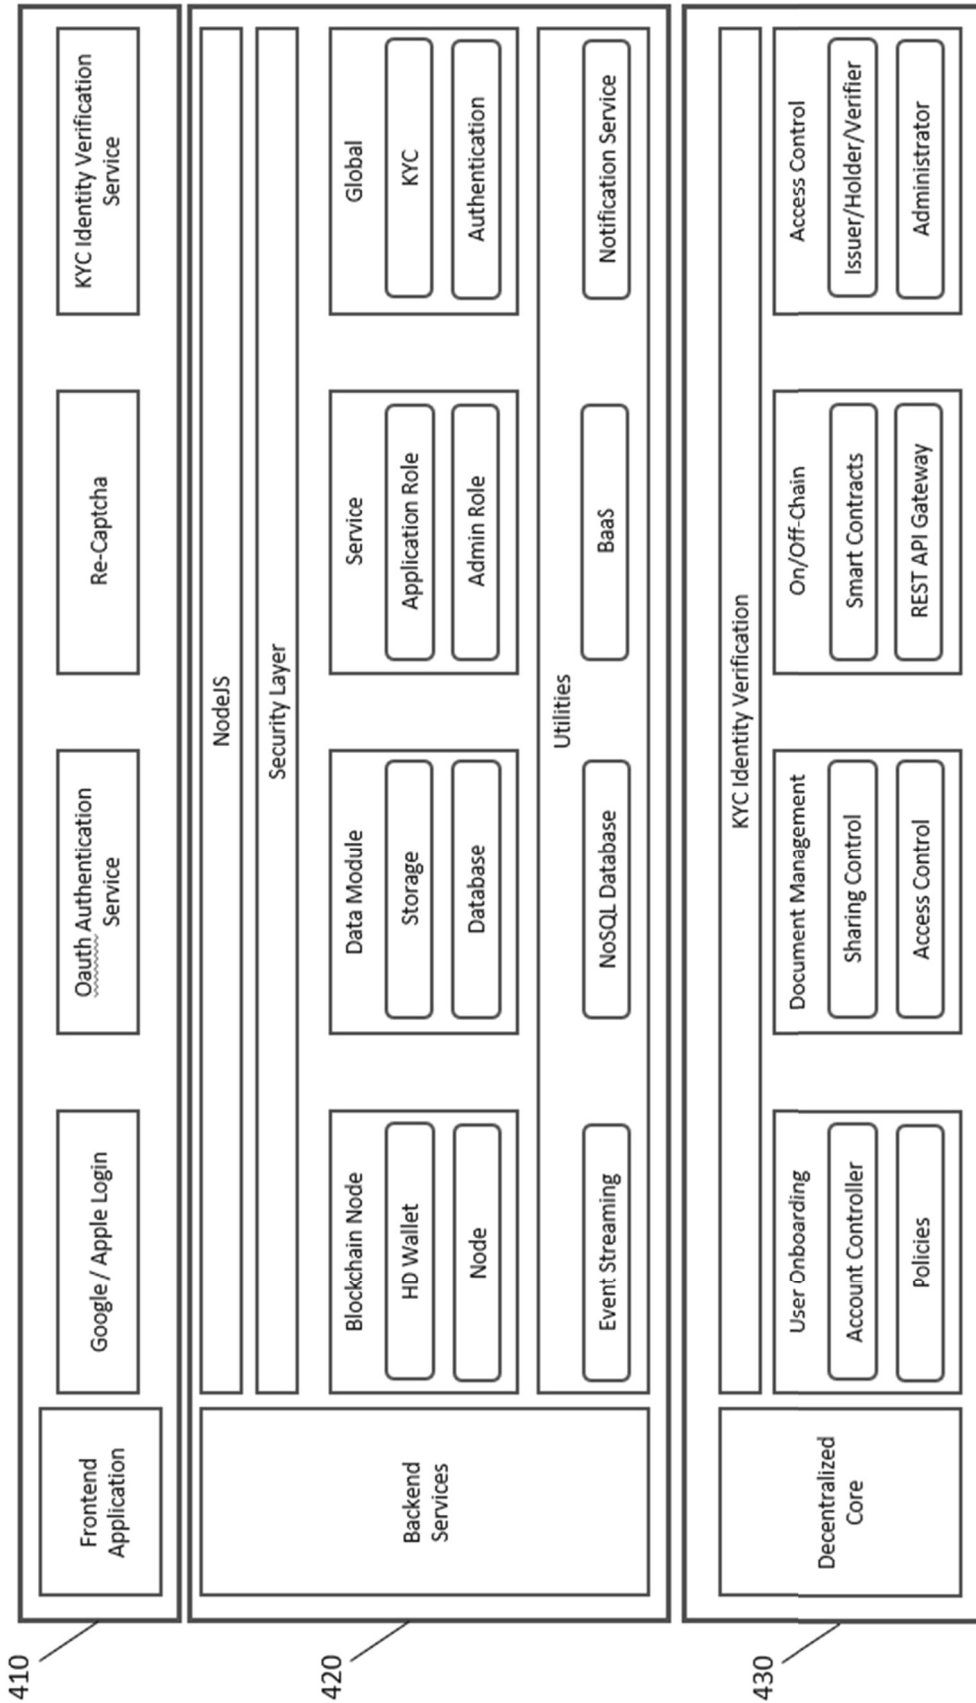 410
Frontend
Application
Google / Apple Login
Oauth Authentication
Service
Re-Captcha
KYC Identity Verification
Service
420
Backend
Services
NodeJS
Security Layer
Blockchain Node
HD Wallet
Node
Data Module
Storage
Database
Service
Application Role
Admin Role
Global
KYC
Authentication
Utilities
Event Streaming
NoSQL Database
BaaS
Notification Service
430
Decentralized
Core
KYC Identity Verification
User Onboarding
Account Controller
Policies
Document Management
Sharing Control
Access Control
On/Off-Chain
Smart Contracts
REST API Gateway
Access Control
Issuer/Holder/Verifier
Administrator